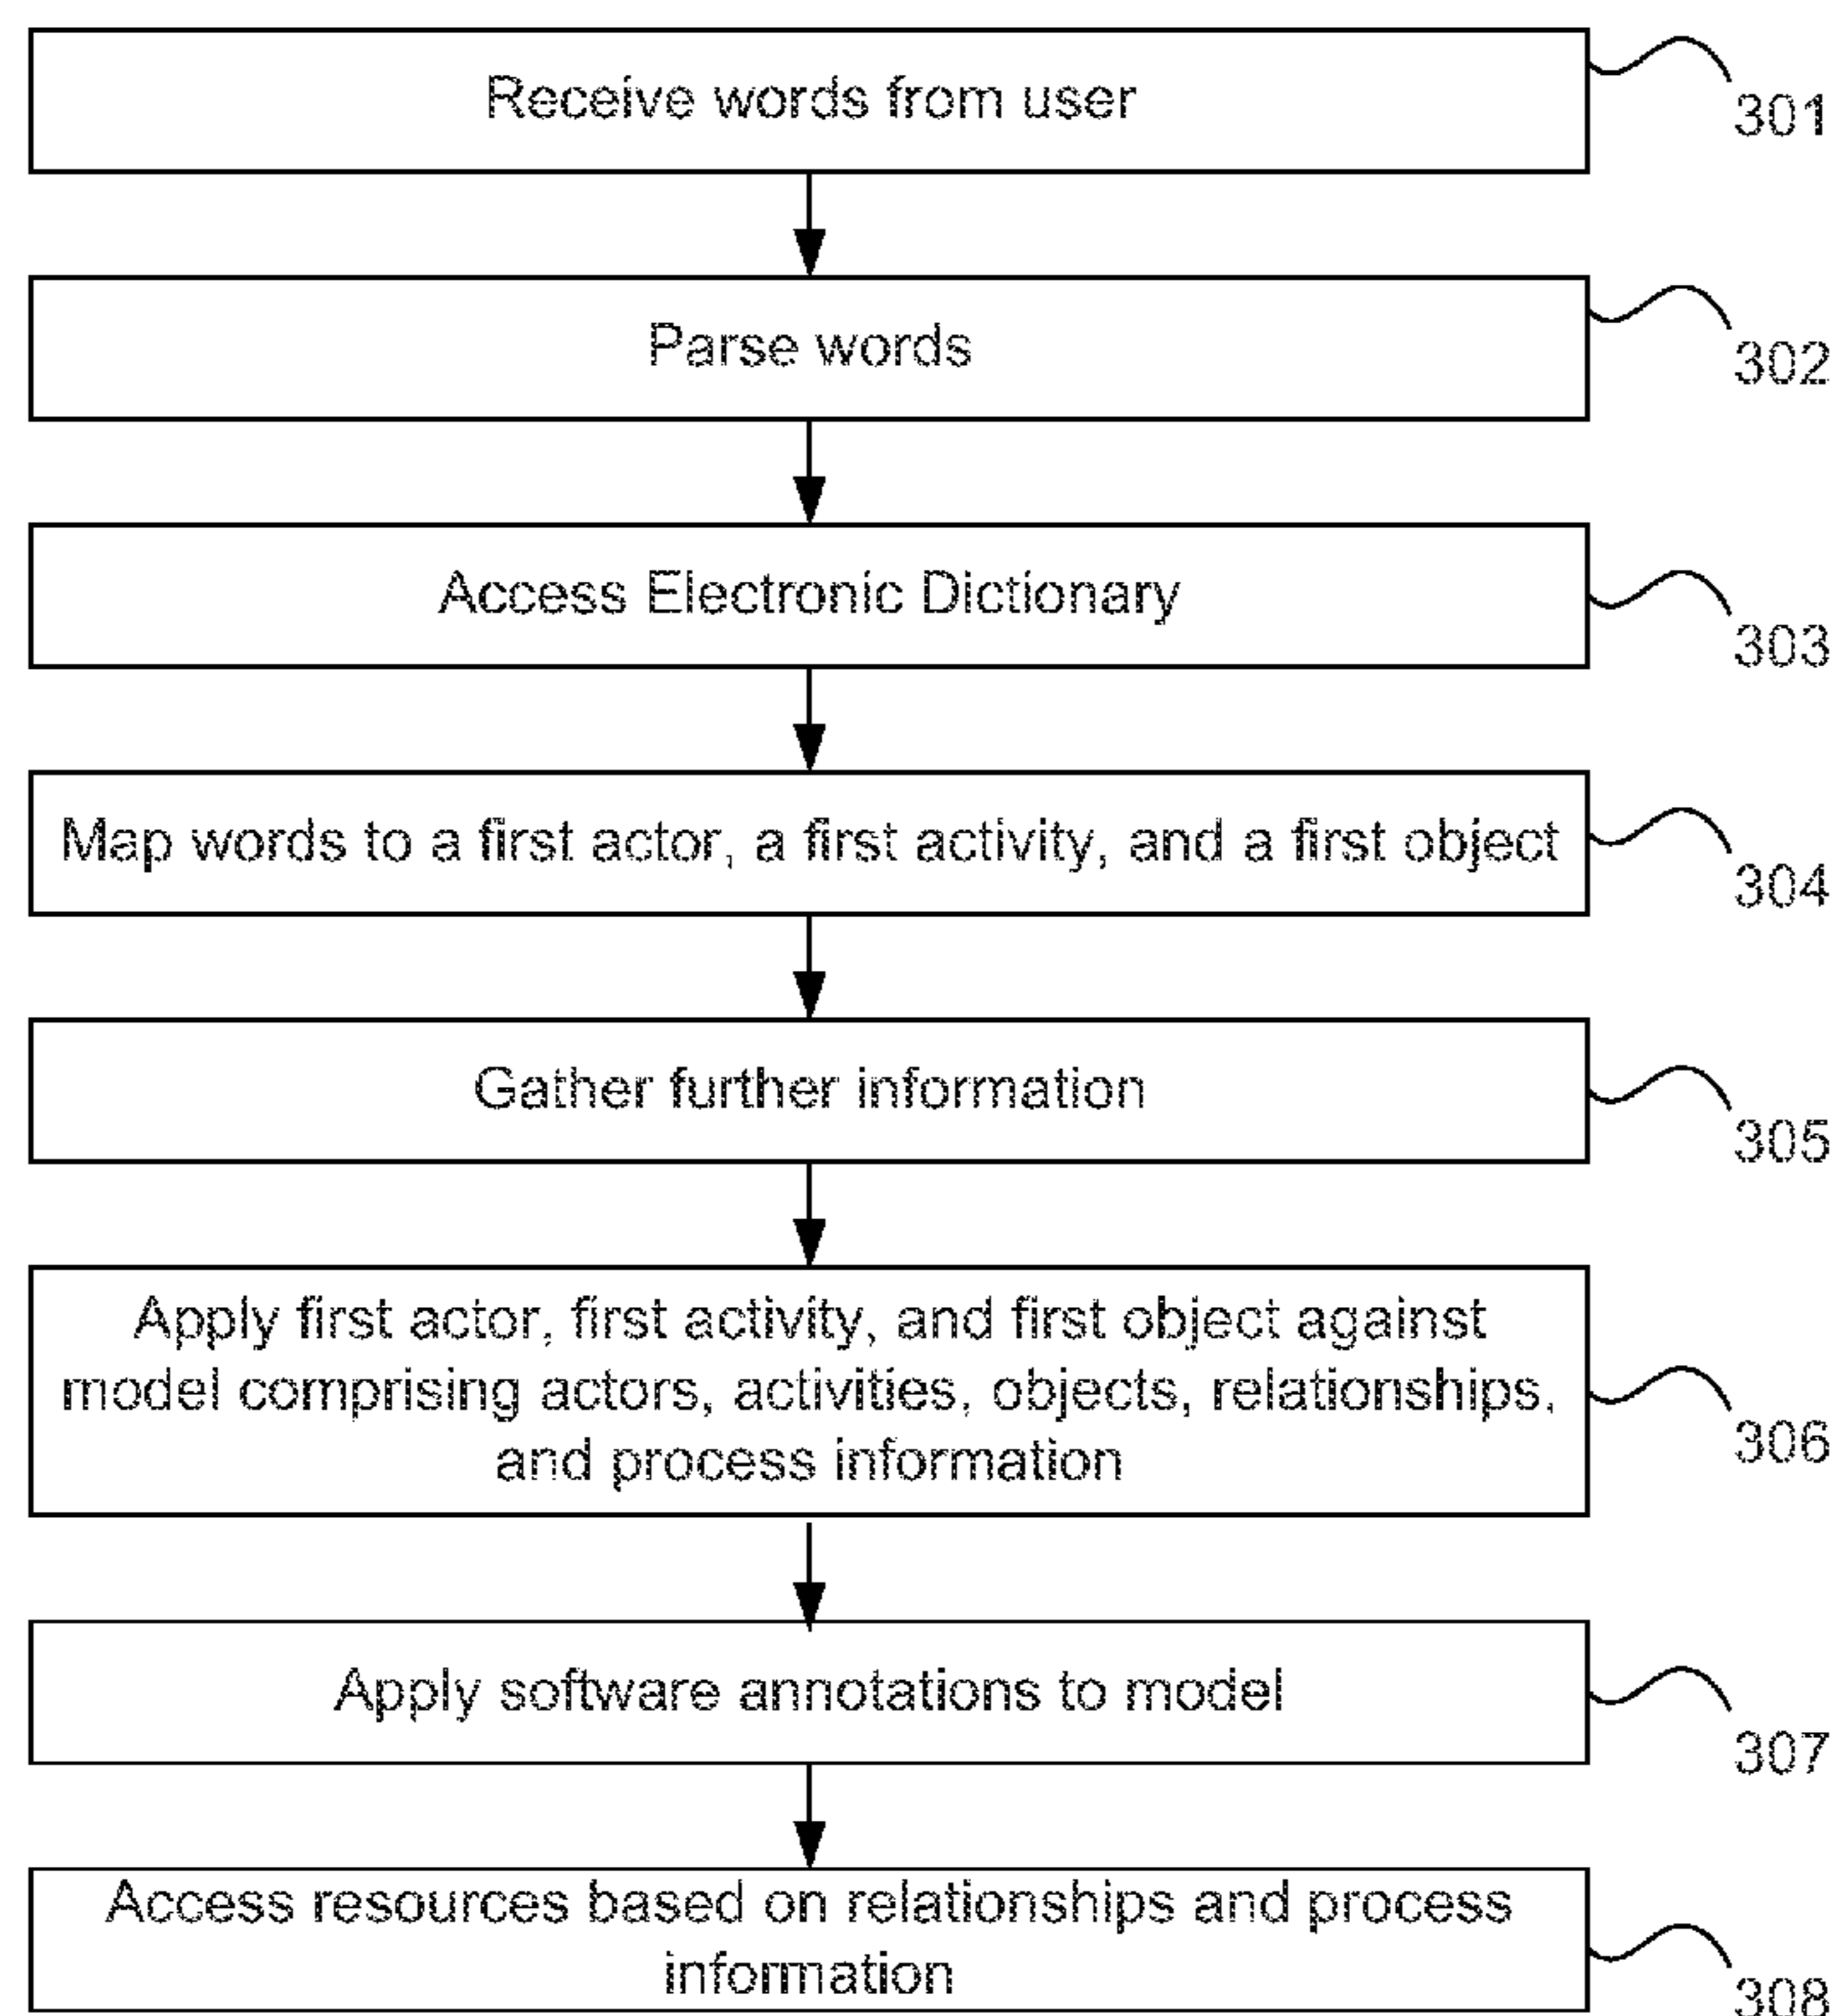 Receive words from user
301
Parse words
302
Access Electronic Dictionary
303
Map words to a first actor, a first activity, and a first object
304
Gather further information
305
Apply first actor, first activity, and first object against
model comprising actors, activities, objects, relationships,
and process information
306
Apply software annotations to model
307
Access resources based on relationships and process
information
308